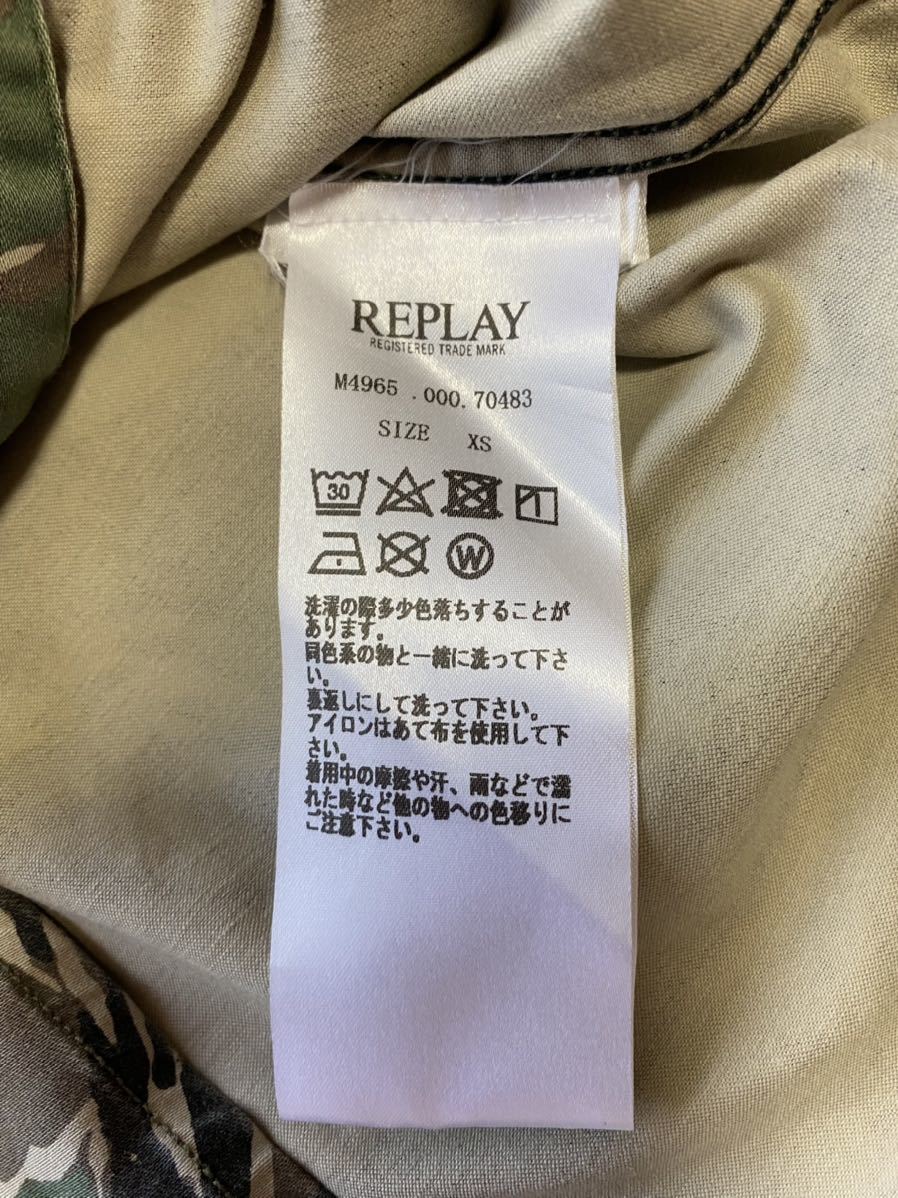 REPLAY
REGISTERED TRADE MARK
M4965 .000.70483
SIZE XS
30
W
洗濯の際多少色落ちすることが
あります。
同色系の物と一緒に洗って下さ
い。
裏返しにして洗って下さい。
アイロンはあて布を使用して下
さい。
着用中の摩擦や汗、雨などで濡
れた時など他の物への色移りに
ご注意下さい。